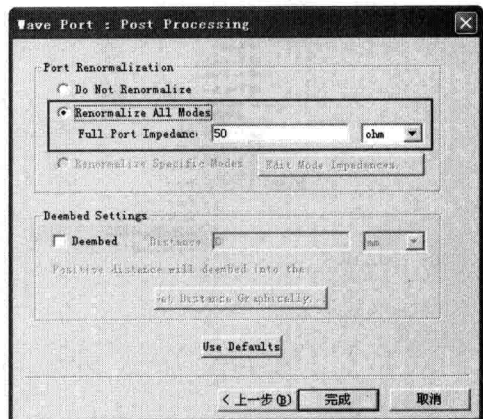 Wave Port : Post Processing
Port Renormalization
Do Not Renormalize
Renormalize All Modes
Full Port Impedanc 50 ohm
Renormalize Specific Modes Edit Mode Impedances...
Deembed Settings
Deembed Distance 0 mm
Positive distance will deembed into the
et Distance Graphically..
Use Defaults
< 上一步(B) 完成 取消